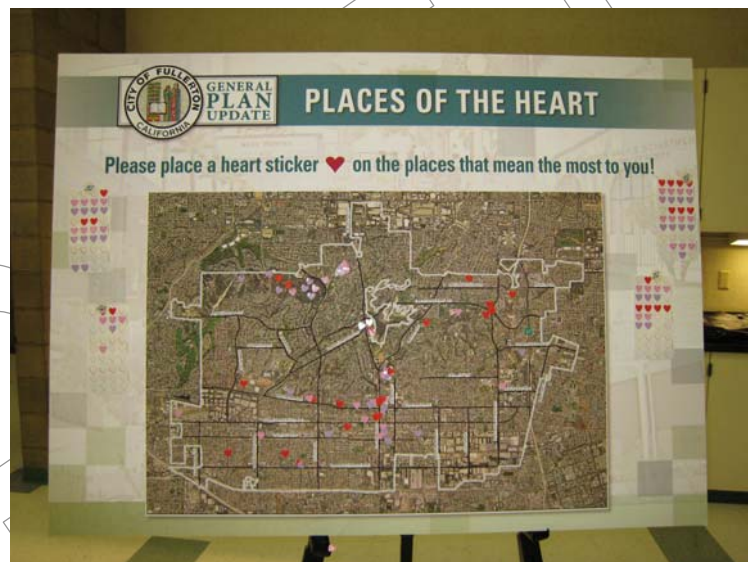 CITY OF FULLERTON
CALIFORNIA
GENERAL
PLAN
UPDATE
PLACES OF THE HEART
Please place a heart sticker ♥ on the places that mean the most to you!